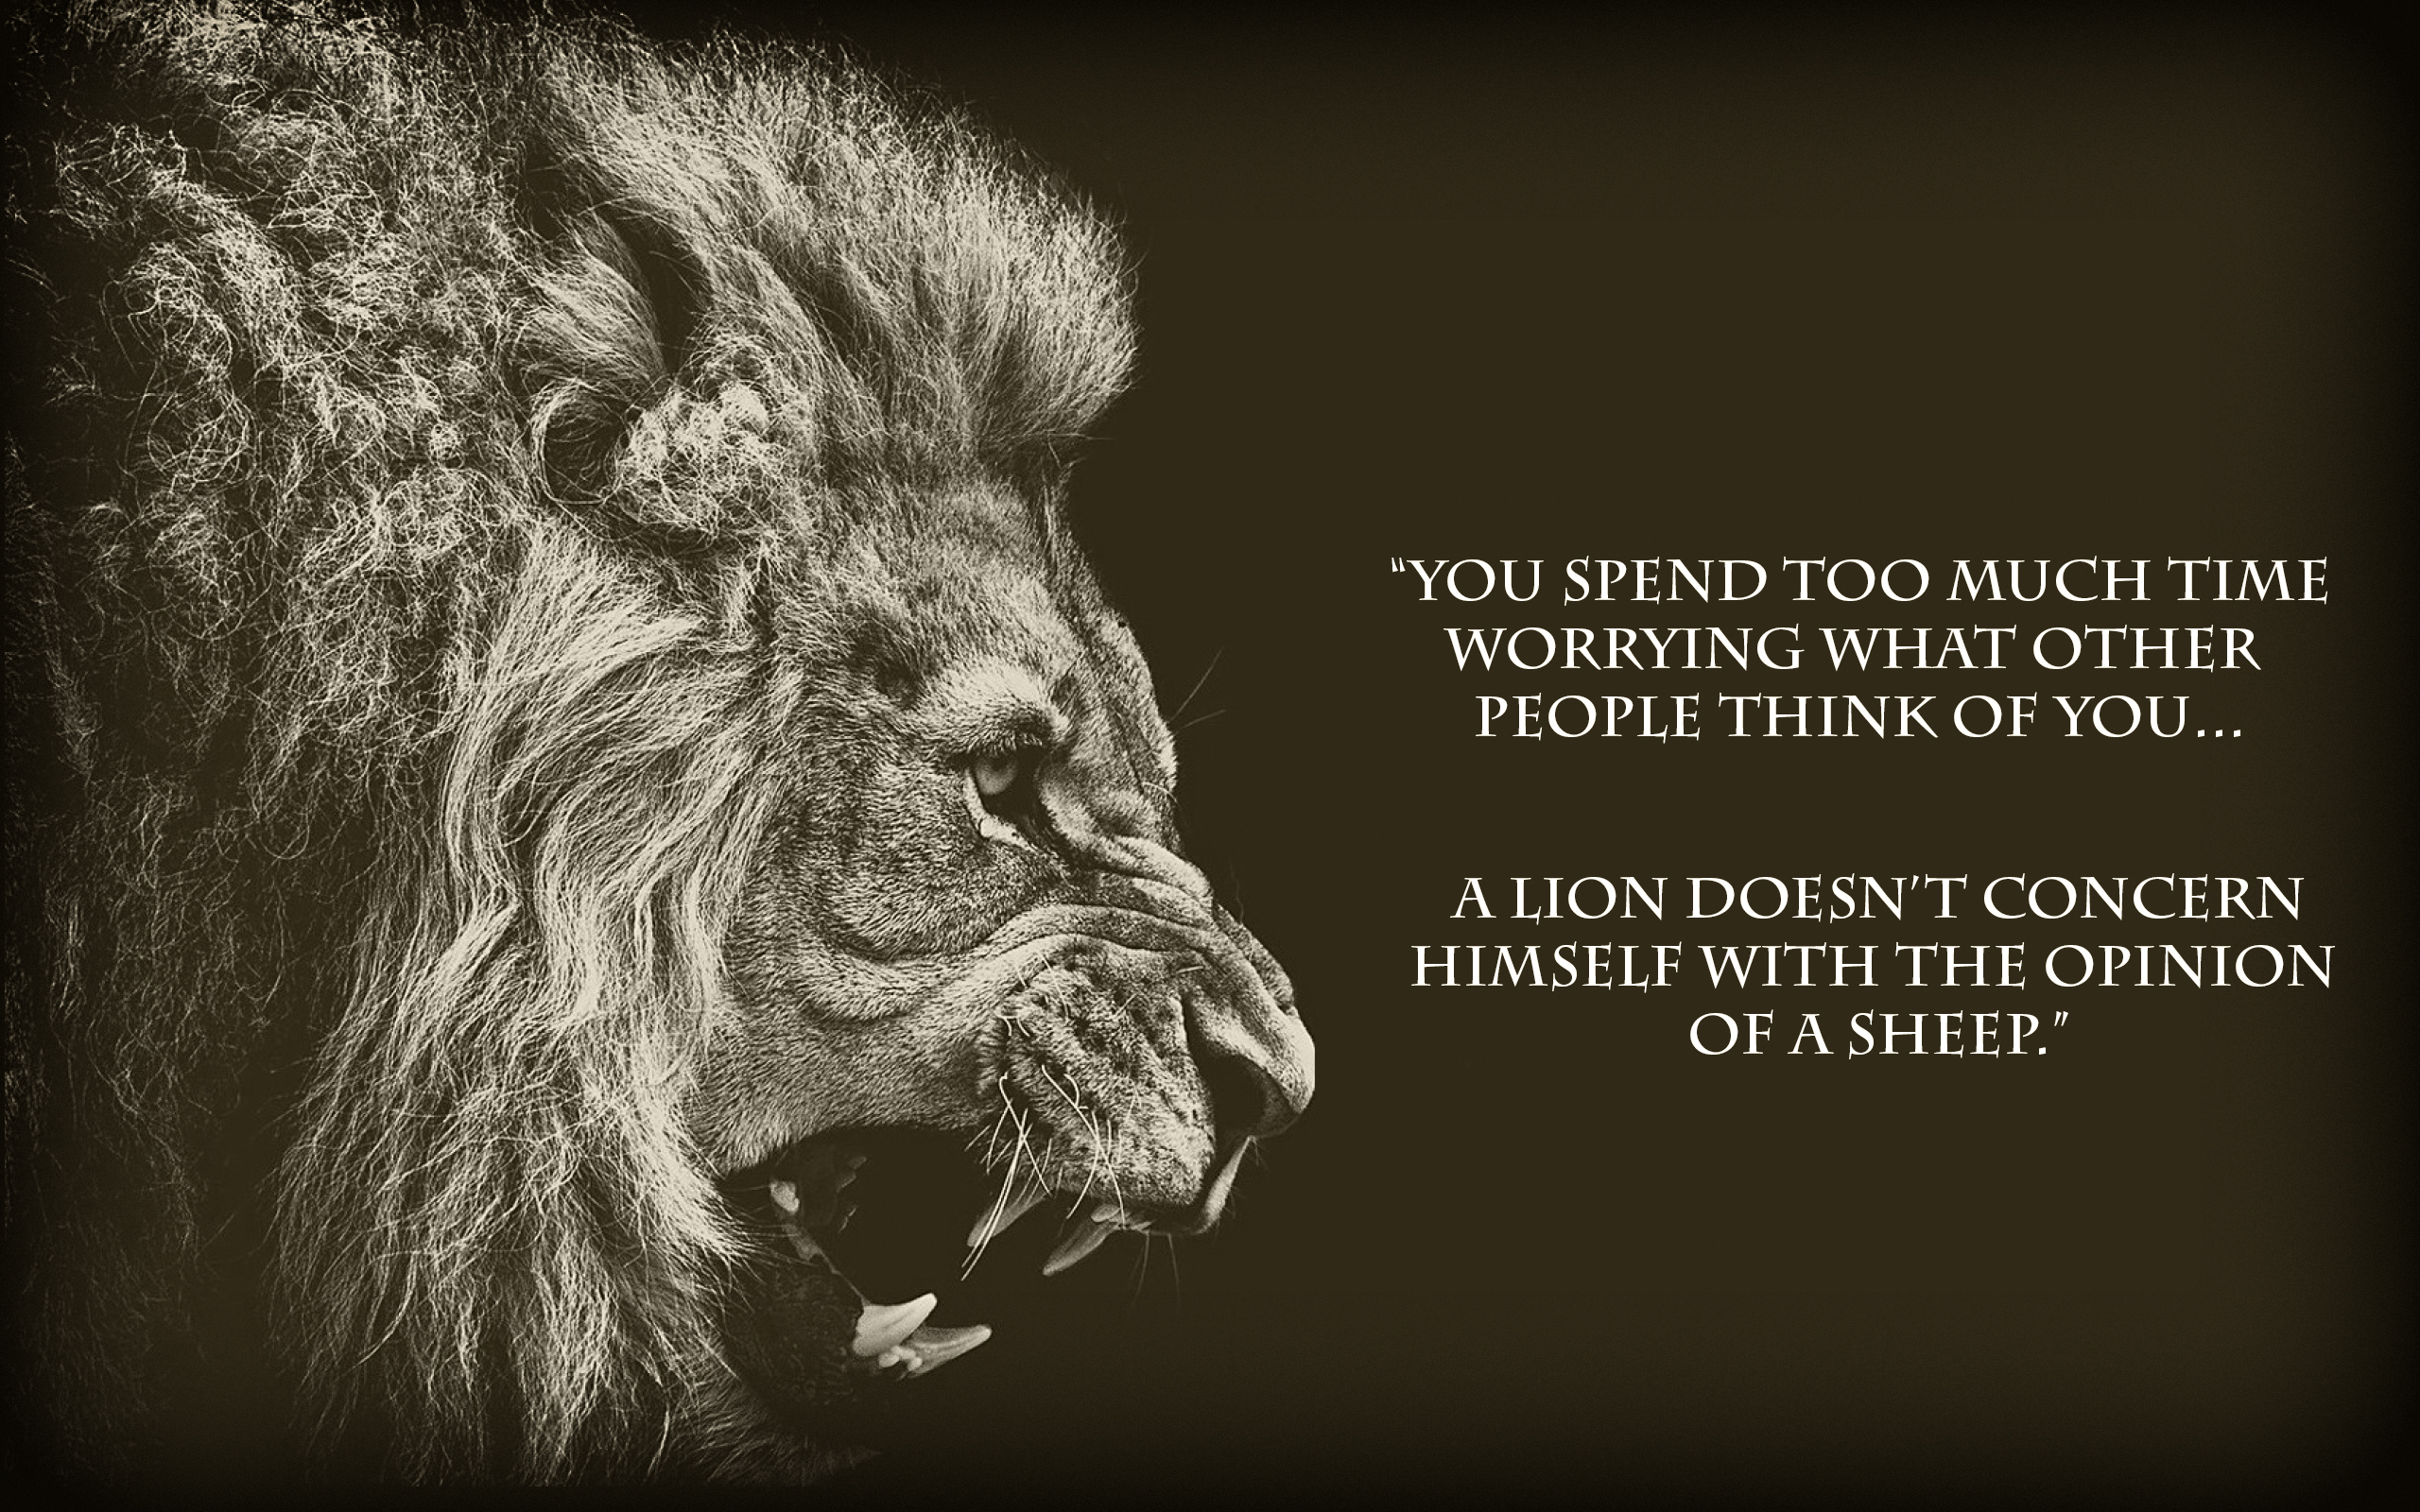 “YOU SPEND TOO MUCH TIME
WORRYING WHAT OTHER
PEOPLE THINK OF YOU...
A LION DOESN'T CONCERN
HIMSELF WITH THE OPINION
OF A SHEEP.”